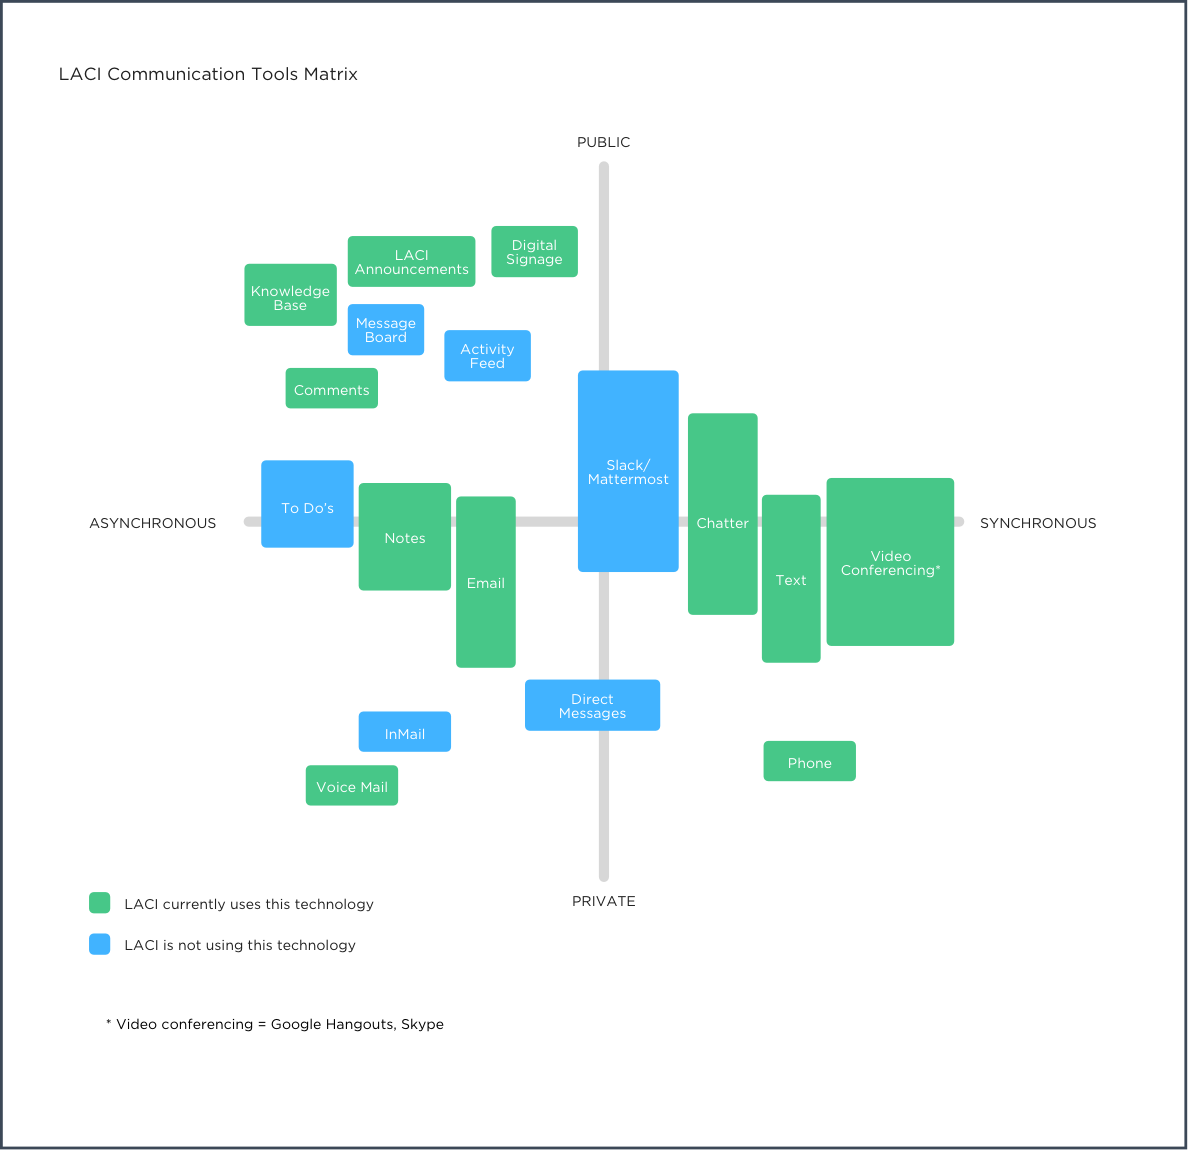 LACI Communication Tools Matrix
PUBLIC
Digital
Signage
LACI
Announcements
Knowledge
Base
Message
Board
Activity
Feed
Comments
Slack/
Mattermost
To Do's
ASYNCHRONOUS
Notes
Email
Chatter
Text
Video
Conferencing*
SYNCHRONOUS
Direct
Messages
InMail
Voice Mail
Phone
PRIVATE
LACI currently uses this technology
LACI is not using this technology
* Video conferencing = Google Hangouts, Skype